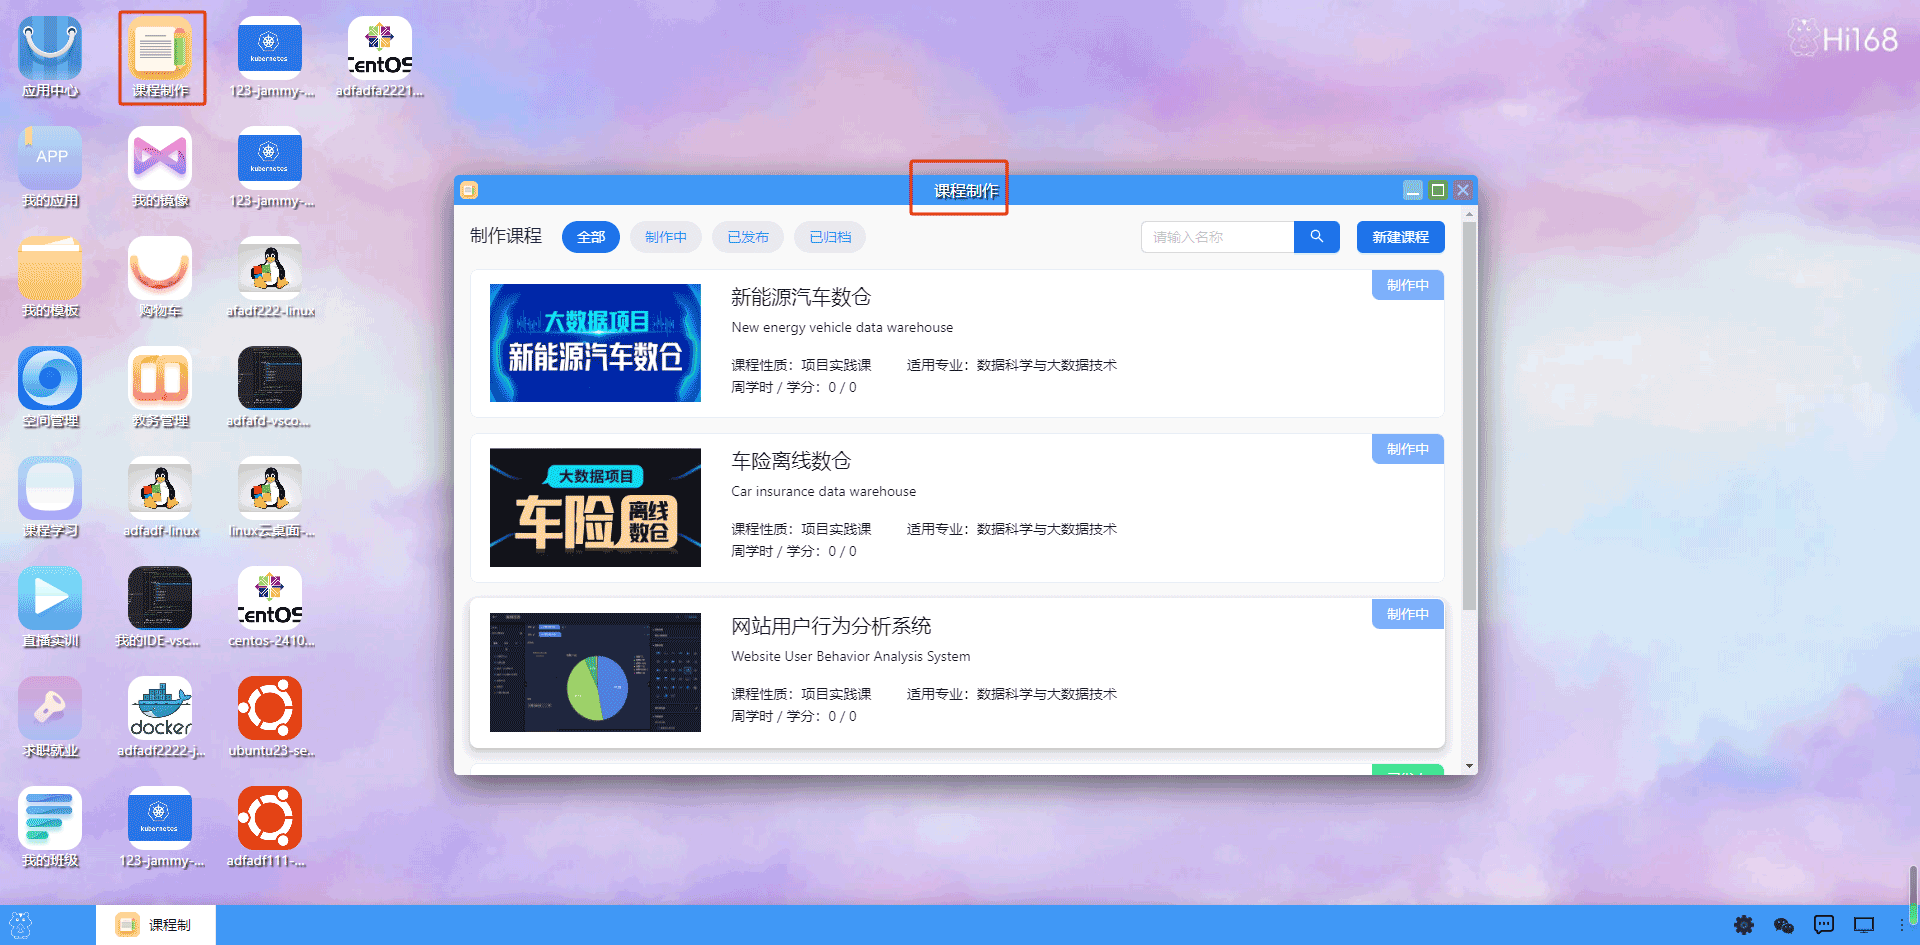 应用中心
课程制作
kubernetes
123-jammy-...
CentOS
adfadfa2221...
Hi168
APP
我的应用
我的镜像
kubernetes
123-jammy-...
我的模板
购物车
afadf222-linux
空间管理
教务管理
adfafd-vsco...
课程学习
adfadf-linux
linux云桌面-...
直播实训
我的IDE-vsc...
CentOS
centos-2410...
求职就业
docker
adfadf2222-j...
ubuntu23-se...
我的班级
kubernetes
123-jammy-...
adfadf111-...
课程制作
制作课程
全部
制作中
已发布
已归档
请输入名称
新建课程
大数据项目
新能源汽车数仓
新能源汽车数仓
制作中
New energy vehicle data warehouse
课程性质：项目实践课 适用专业：数据科学与大数据技术
周学时 / 学分：0 / 0
大数据项目
车险
离线
数仓
车险离线数仓
制作中
Car insurance data warehouse
课程性质：项目实践课 适用专业：数据科学与大数据技术
周学时 / 学分：0 / 0
网站用户行为分析系统
制作中
Website User Behavior Analysis System
课程性质：项目实践课 适用专业：数据科学与大数据技术
周学时 / 学分：0 / 0
课程制